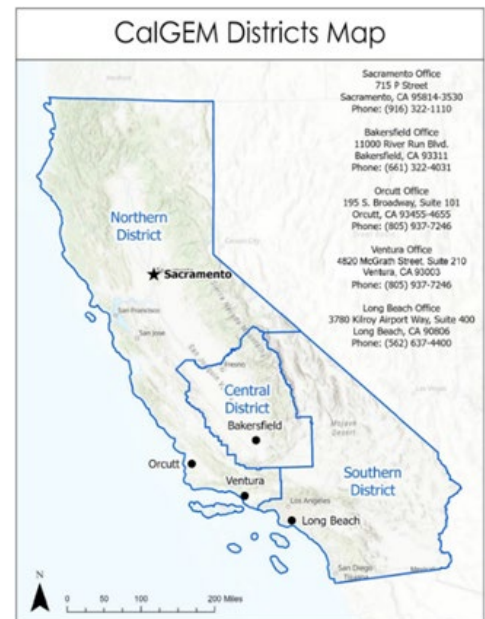 CalGEM Districts Map
Sacramento Office
715 P Street
Sacramento, CA 95814-3530
Phone: (916) 322-1110
Bakersfield Office
11000 River Run Blvd.
Bakersfield, CA 93311
Phone: (661) 322-4031
Orcutt Office
195 S. Broadway, Suite 101
Orcutt, CA 93455-4655
Phone: (805) 937-7246
Ventura Office
4820 McGrath Street, Suite 210
Ventura, CA 93003
Phone: (805) 937-7246
Long Beach Office
3780 Kilroy Airport Way, Suite 400
Long Beach, CA 90806
Phone: (562) 637-4400
Northern
District
Carson City
Sacramento
San Francisco
San Jose
Fresno
Las Vegas
Central
District
Bakersfield
Mojave
Desert
Orcutt
Ventura
Southern
District
Los Angeles
Long Beach
San Diego
Tijuana
N
0 50 100 200 Miles